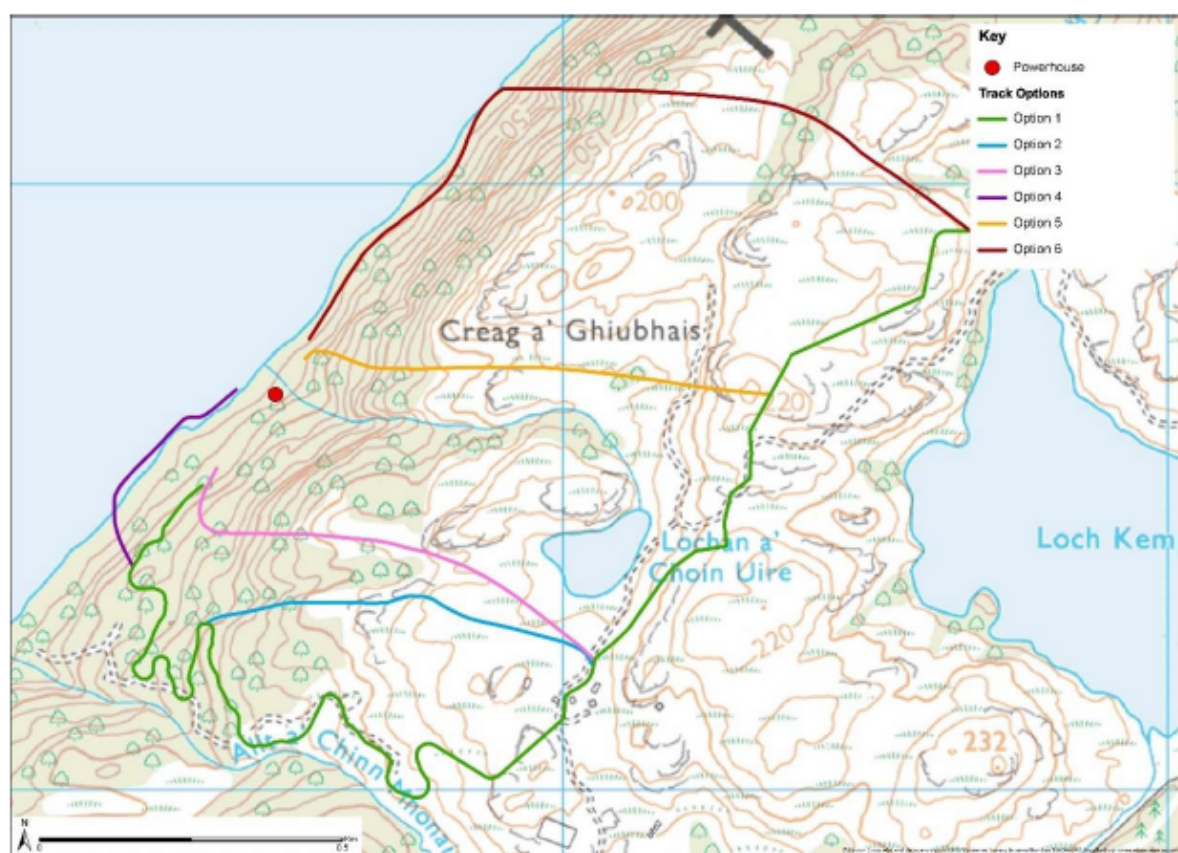 Key
Powerhouse
Track Options
Option 1
Option 2
Option 3
Option 4
Option 5
Option 6
50
200
Creag a' Ghiubhais
220
Lochan a'
Choin Uire
Loch Kem
220
232
N
0
0.5